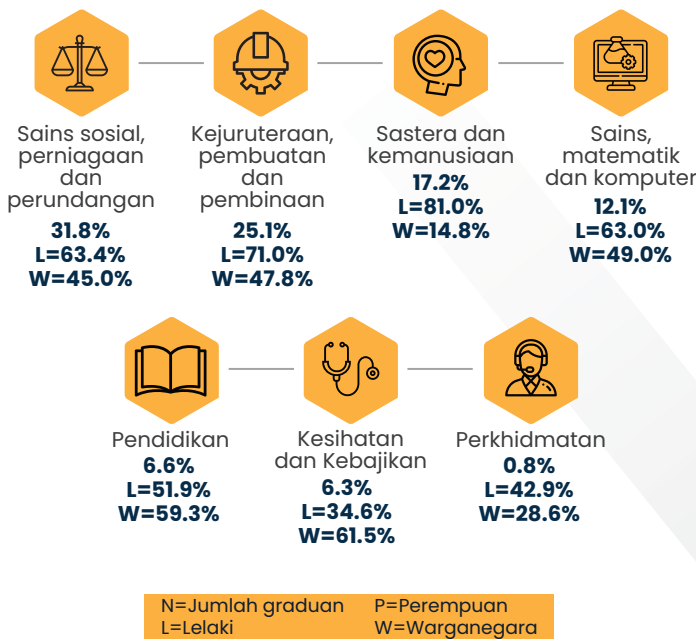 Sains sosial,
perniagaan
dan
perundangan
31.8%
L=63.4%
W=45.0%
Kejuruteraan,
pembuatan
dan
pembinaan
25.1%
L=71.0%
W=47.8%
Sastera dan
kemanusiaan
17.2%
L=81.0%
W=14.8%
Sains,
matematik
dan komputer
12.1%
L=63.0%
W=49.0%
Pendidikan
6.6%
L=51.9%
W=59.3%
Kesihatan
dan Kebajikan
6.3%
L=34.6%
W=61.5%
Perkhidmatan
0.8%
L=42.9%
W=28.6%
N=Jumlah graduan
P=Perempuan
L=Lelaki
W=Warganegara